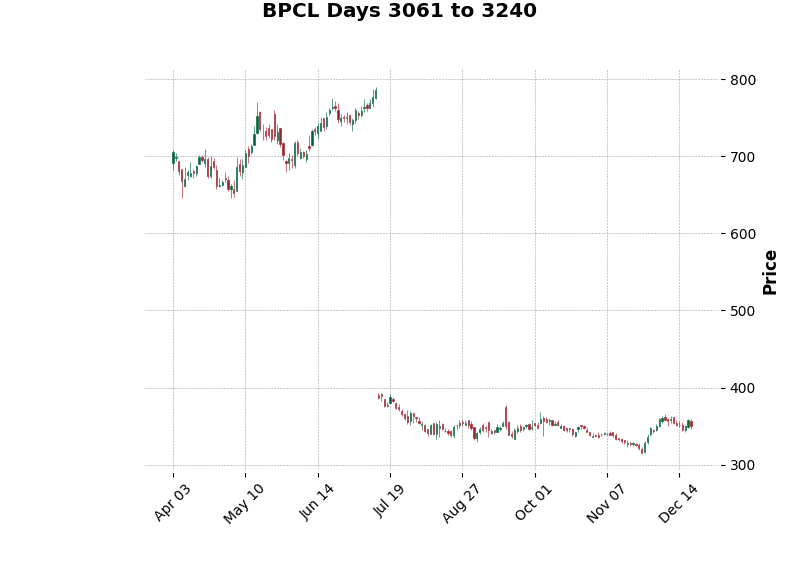 BPCL Days 3061 to 3240
800
700
600
500
400
300
Price
Apr 03
May 10
Jun 14
Jul 19
Aug 27
Oct 01
Nov 07
Dec 14